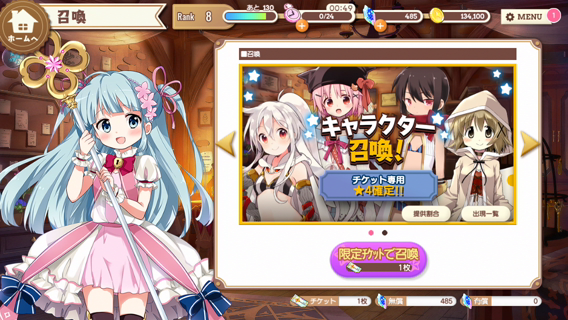 召喚
ホームへ
Rank 8
あと 130
00:49
0/24
485
134,100
MENU
1
■召喚
キャラクター
召喚!
チケット専用
★4確定!!
提供割合
出現一覧
限定チケットで召喚
1枚
チケット 1枚
無償 485
有償 0